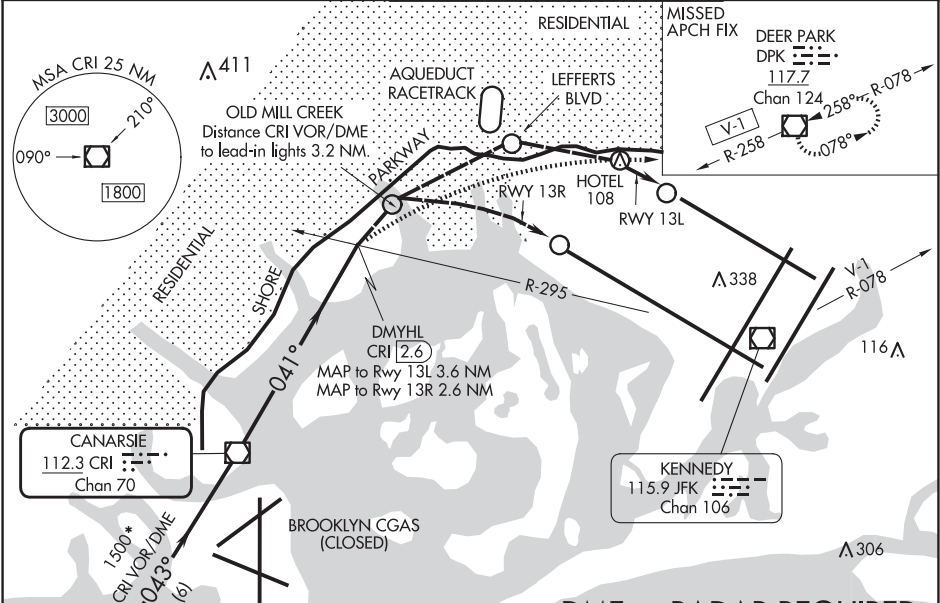 MSA CRI 25 NM
3000
210°
090°
1800
411
RESIDENTIAL
AQUEDUCT
RACETRACK
LEFFERTS
BLVD
OLD MILL CREEK
Distance CRI VOR/DME
to lead-in lights 3.2 NM.
MISSED
APCH FIX
DEER PARK
DPK
117.7
Chan 124
V-1
258°
R-078
R-258
078°
PARKWAY
HOTEL
108
RWY 13R
RWY 13L
RESIDENTIAL
SHORE
R-295
338
V-1
R-078
116
DMYHL
CRI 2.6
MAP to Rwy 13L 3.6 NM
MAP to Rwy 13R 2.6 NM
041°
CANARSIE
112.3 CRI
Chan 70
KENNEDY
115.9 JFK
Chan 106
BROOKLYN CGAS
(CLOSED)
1500*
CRI VOR/DME
043°
(6)
306